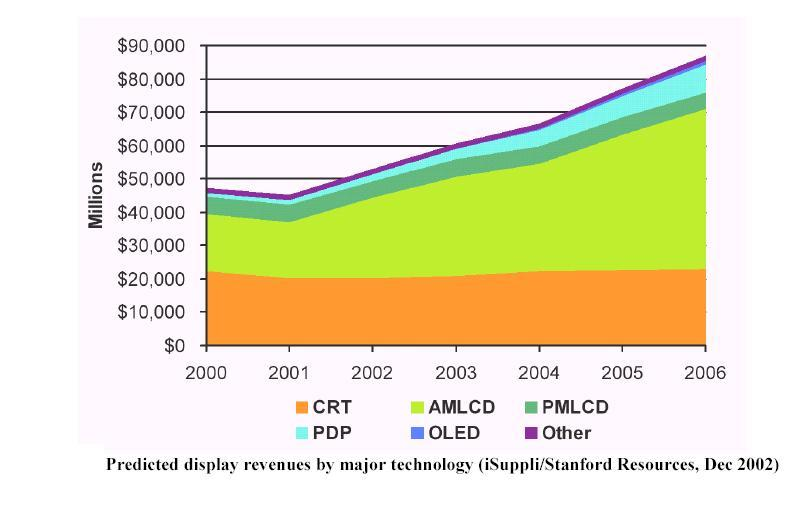 $90,000
$80,000
$70,000
$60,000
$50,000
$40,000
$30,000
$20,000
$10,000
$0
Millions
2000 2001 2002 2003 2004 2005 2006
CRT AMLCD PMLCD
PDP OLED Other
Predicted display revenues by major technology (iSuppli/Stanford Resources, Dec 2002)